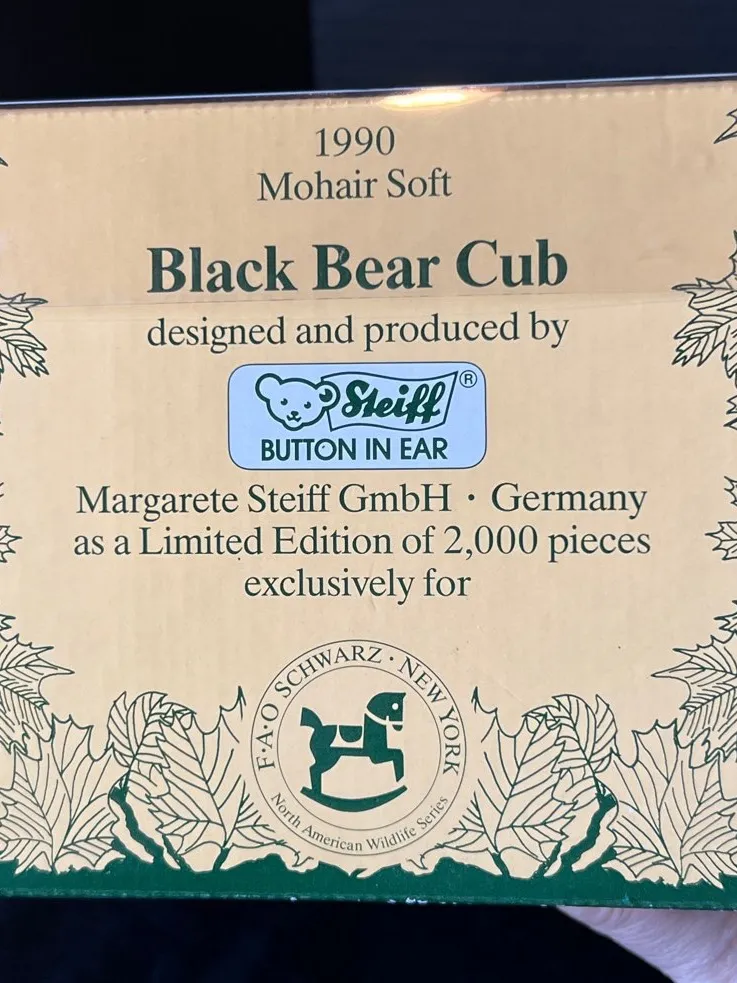 1990
Mohair Soft
Black Bear Cub
designed and produced by
Steiff ®
BUTTON IN EAR
Margarete Steiff GmbH · Germany
as a Limited Edition of 2,000 pieces
exclusively for
F·A·O SCHWARZ · NEW YORK
North American Wildlife Series